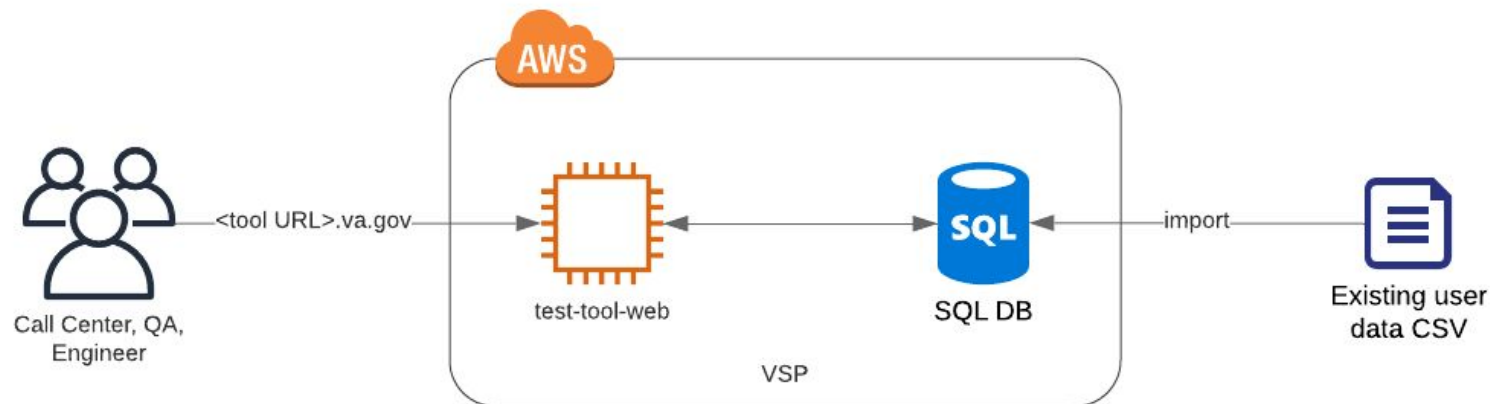 AWS
<tool URL>.va.gov
import
SQL
test-tool-web
SQL DB
Existing user
data CSV
Call Center, QA,
Engineer
VSP